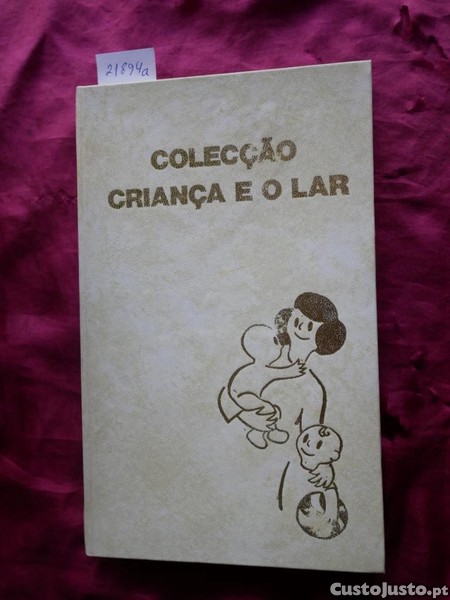 21894a
COLECÇÃO
CRIANÇA E O LAR
CustoJusto.pt